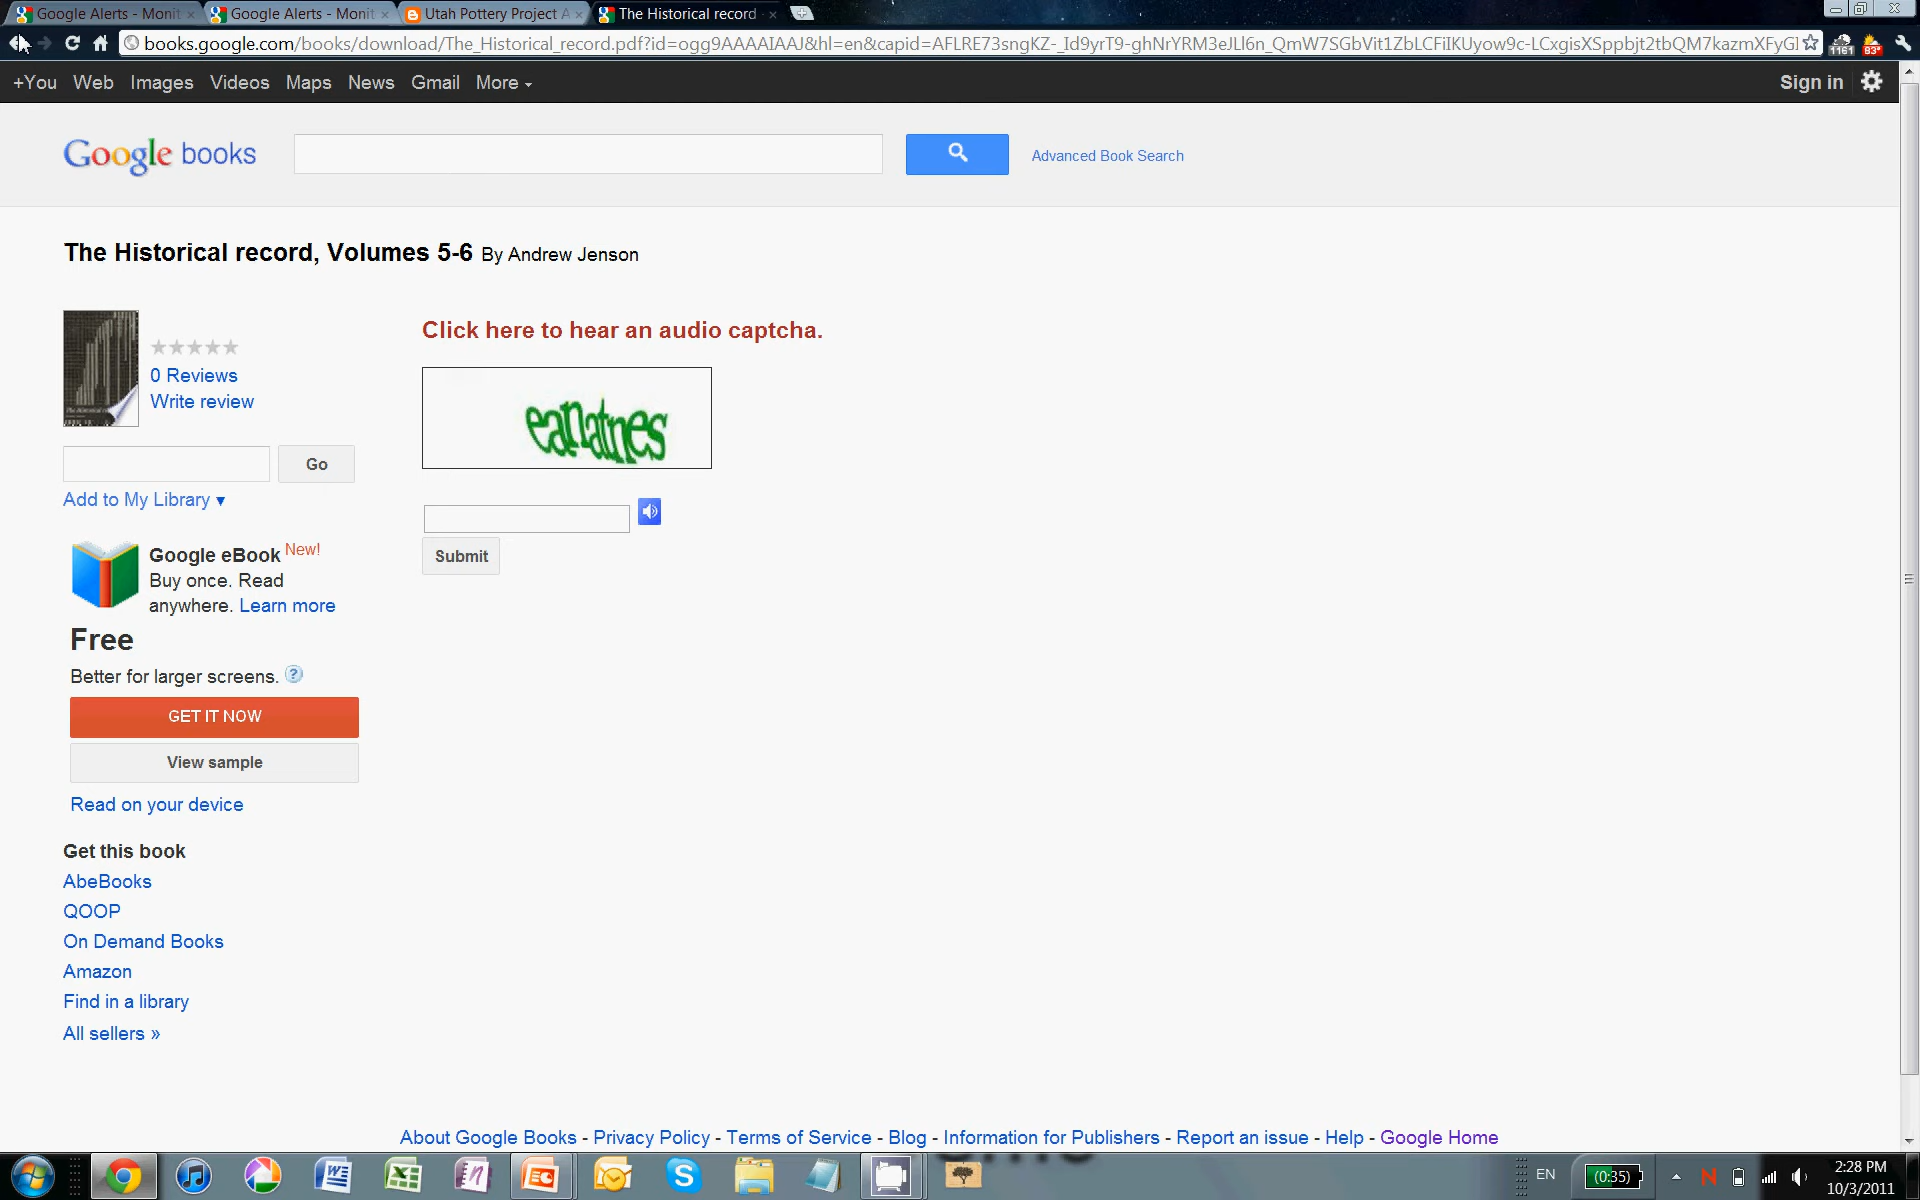 Google Alerts - Monit
Google Alerts - Monit
Utah Pottery Project A
The Historical record
books.google.com/books/download/The_Historical_record.pdf?id=ogg9AAAAIAAJ&hl=en&capid=
1161
83°
+You Web Images Videos Maps News Gmail More
Sign in
Google books
Advanced Book Search
The Historical record, Volumes 5-6 By Andrew Jenson
Click here to hear an audio captcha.
0 Reviews
Write review
Go
Add to My Library ▾
Submit
Google eBook New!
Buy once. Read
anywhere. Learn more
Free
Better for larger screens. ?
GET IT NOW
View sample
Read on your device
Get this book
AbeBooks
QOOP
On Demand Books
Amazon
Find in a library
All sellers »
About Google Books - Privacy Policy - Terms of Service - Blog - Information for Publishers - Report an issue - Help - Google Home
EN
(0:35)
N
2:28 PM
10/3/2011